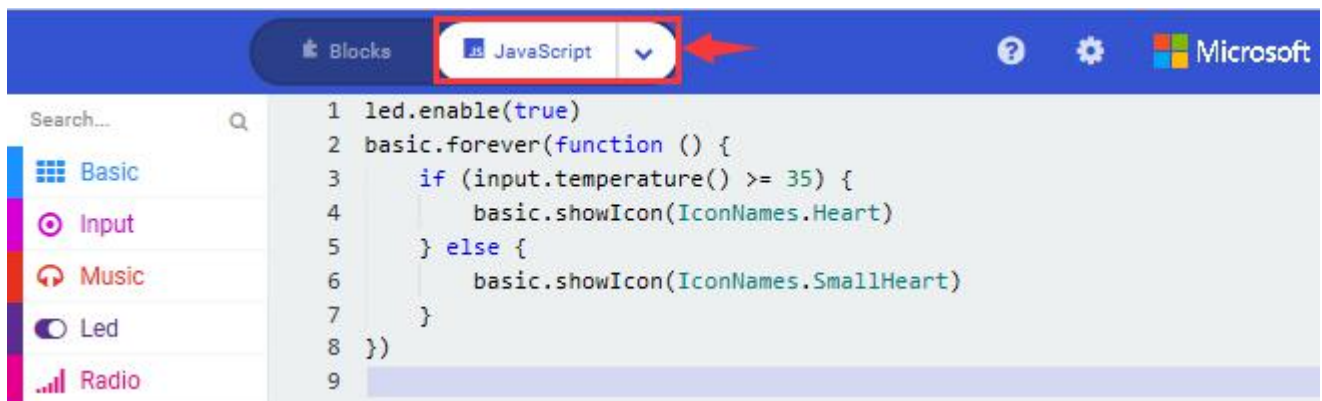 Blocks
JS JavaScript
Microsoft
Search...
Basic
Input
Music
Led
Radio
1 led.enable(true)
2 basic.forever(function () {
3     if (input.temperature() >= 35) {
4         basic.showIcon(IconNames.Heart)
5     } else {
6         basic.showIcon(IconNames.SmallHeart)
7     }
8 })
9